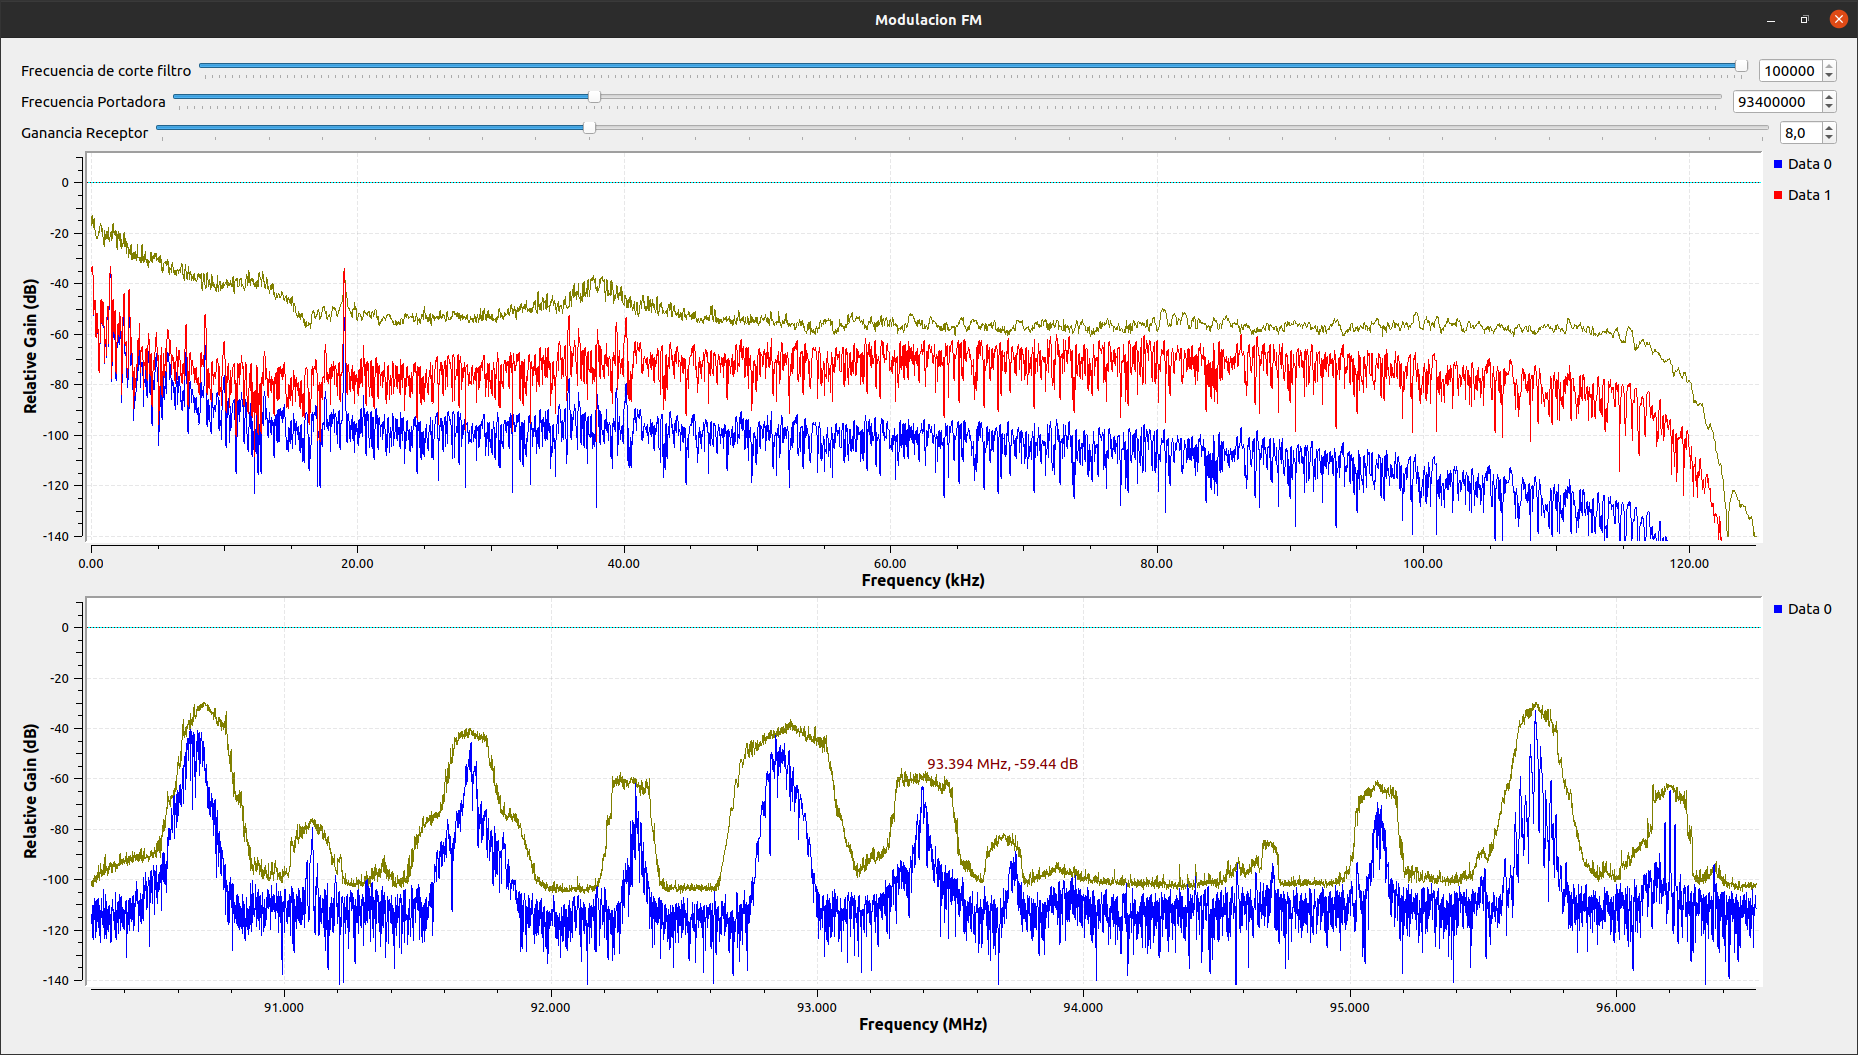 Modulacion FM
Frecuencia de corte filtro 100000
Frecuencia Portadora 93400000
Ganancia Receptor 8,0
Data 0
Data 1
Relative Gain (dB)
0
-20
-40
-60
-80
-100
-120
-140
0.00 20.00 40.00 60.00 80.00 100.00 120.00
Frequency (kHz)
Data 0
Relative Gain (dB)
0
-20
-40
-60
-80
-100
-120
-140
93.394 MHz, -59.44 dB
91.000 92.000 93.000 94.000 95.000 96.000
Frequency (MHz)